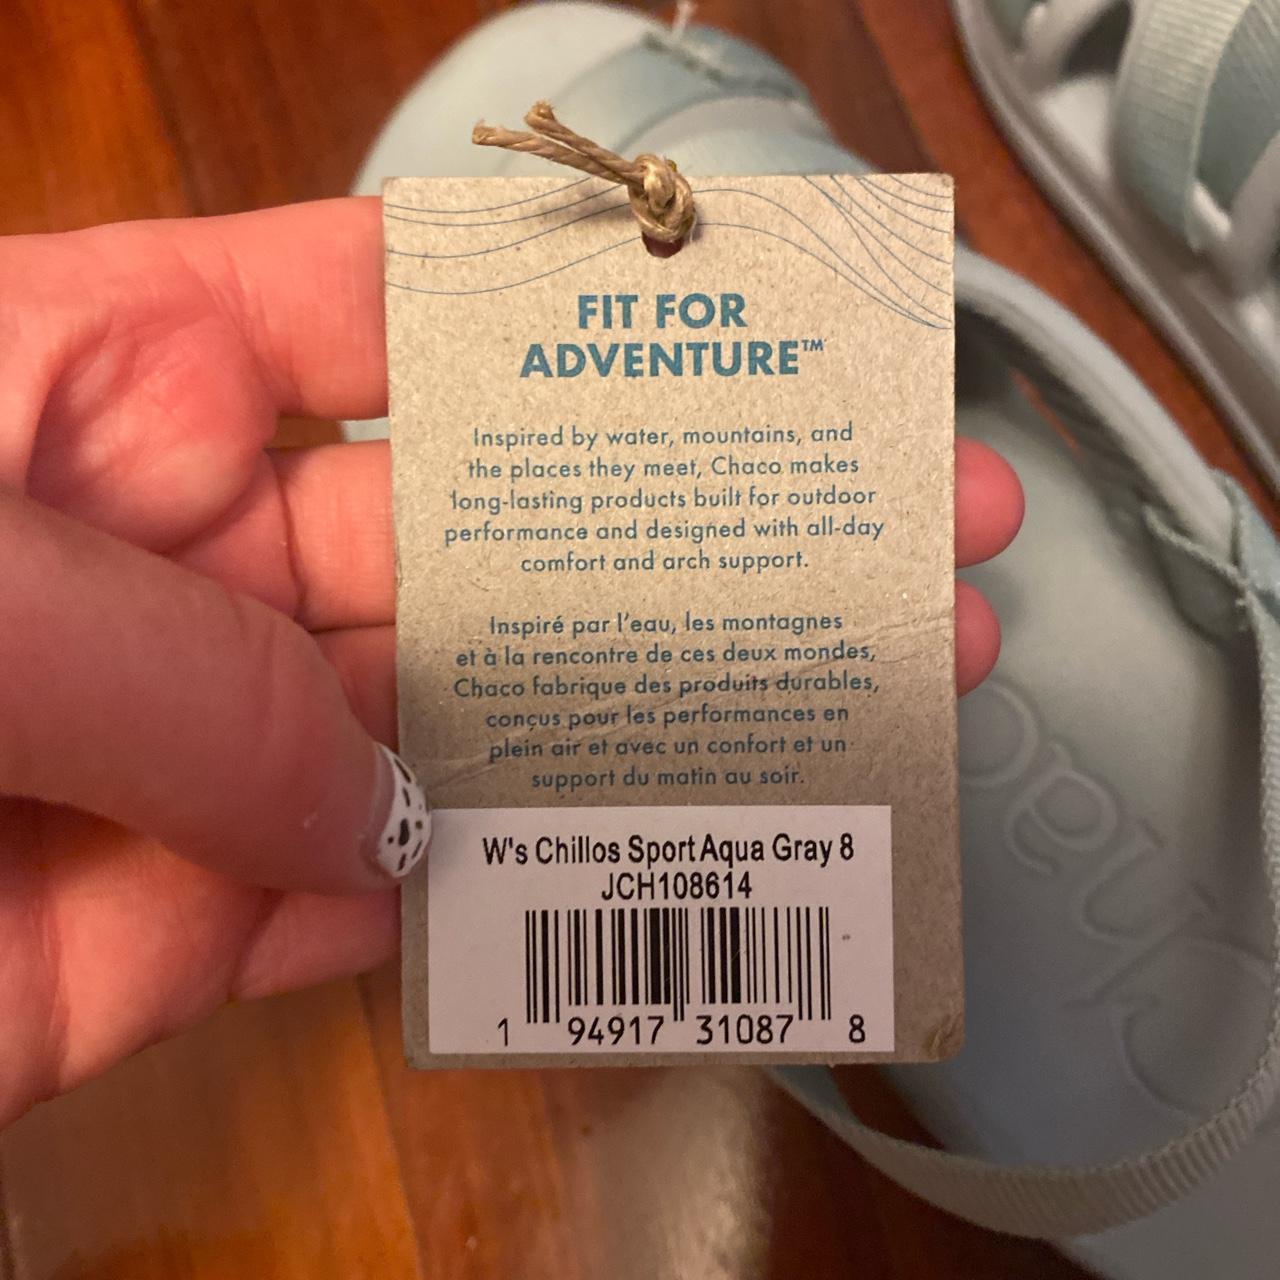 FIT FOR
ADVENTURE™
Inspired by water, mountains, and
the places they meet, Chaco makes
long-lasting products built for outdoor
performance and designed with all-day
comfort and arch support.
Inspiré par l'eau, les montagnes
et à la rencontre de ces deux mondes,
Chaco fabrique des produits durables,
conçus pour les performances en
plein air et avec un confort et un
support du matin au soir.
W's Chillos Sport Aqua Gray 8
JCH108614
1 94917 31087 8
Chaco